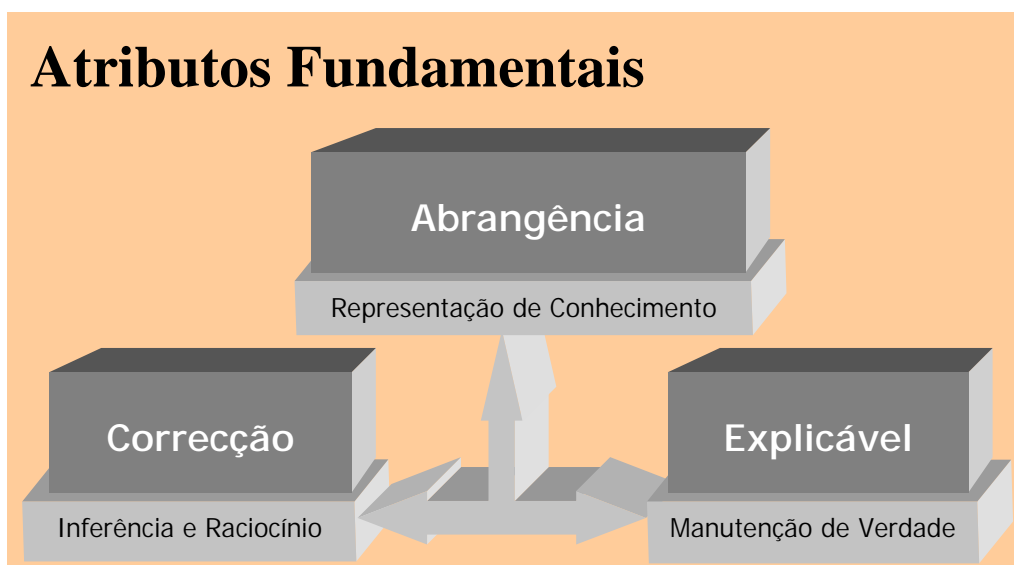 Atributos Fundamentais
Abrangência
Representação de Conhecimento
Correcção
Inferência e Raciocínio
Explicável
Manutenção de Verdade